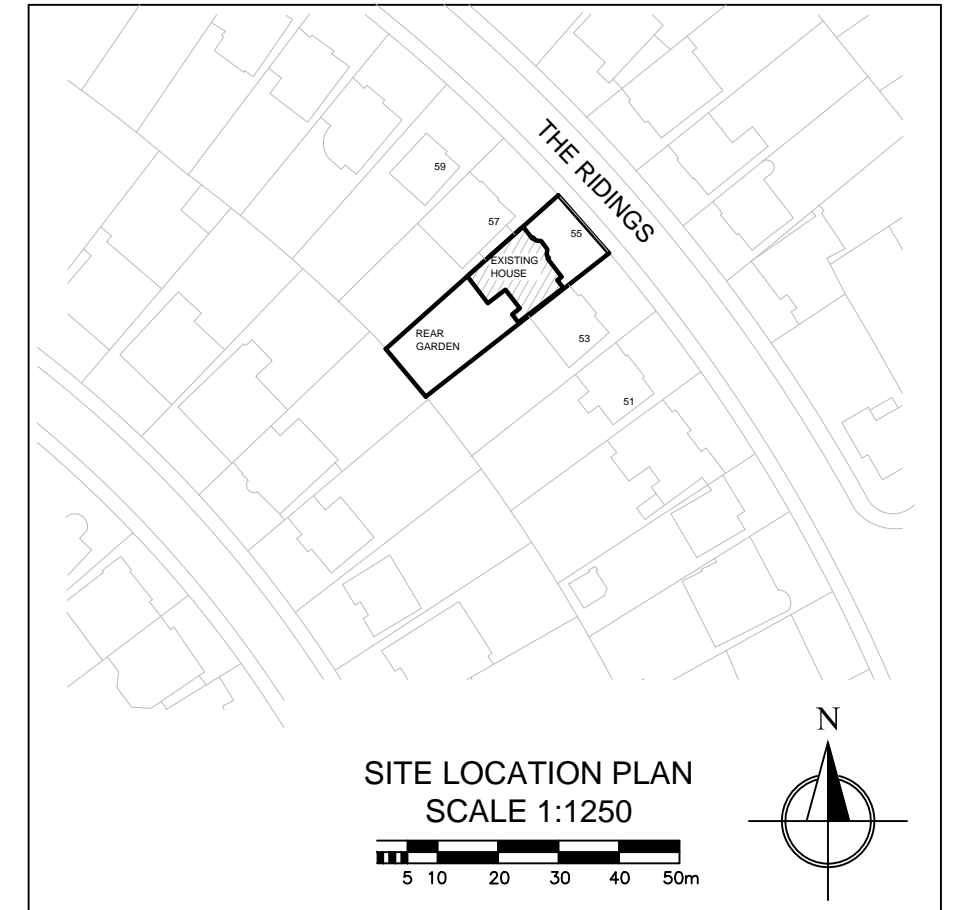 THE RIDINGS
59
57
55
EXISTING
HOUSE
REAR
GARDEN
53
51
N
SITE LOCATION PLAN
SCALE 1:1250
5 10 20 30 40 50m